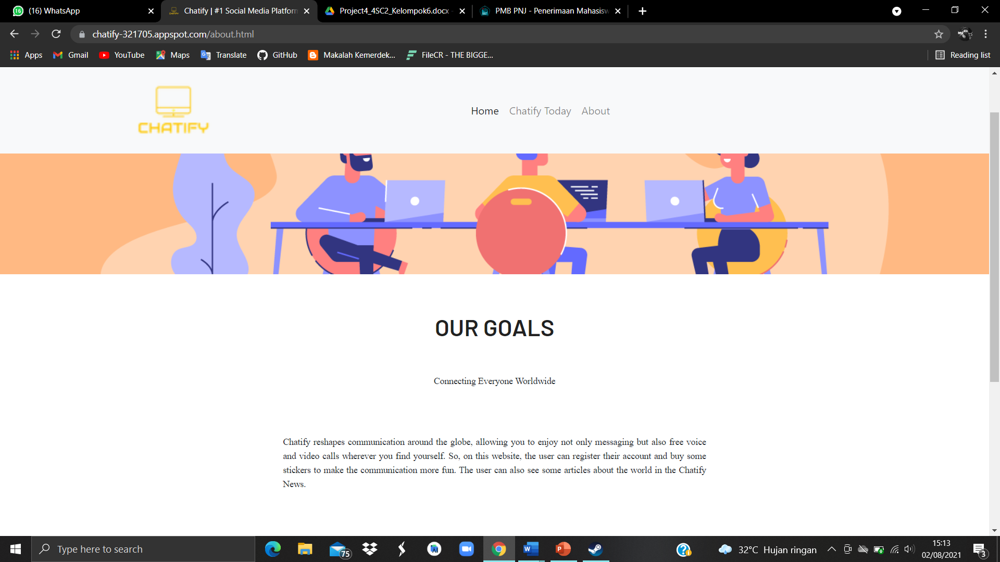 16 (16) WhatsApp
Chatify | #1 Social Media Platform
Project4_4SC2_Kelompok6.docx -
PMB PNJ - Penerimaan Mahasisw
chatify-321705.appspot.com/about.html
Apps Gmail YouTube Maps Translate GitHub Makalah Kemerdek... FileCR - THE BIGGE... Reading list
CHATIFY
Home Chatify Today About
OUR GOALS
Connecting Everyone Worldwide
Chatify reshapes communication around the globe, allowing you to enjoy not only messaging but also free voice
and video calls wherever you find yourself. So, on this website, the user can register their account and buy some
stickers to make the communication more fun. The user can also see some articles about the world in the Chatify
News.
Type here to search
75
32°C Hujan ringan
15:13
02/08/2021
3